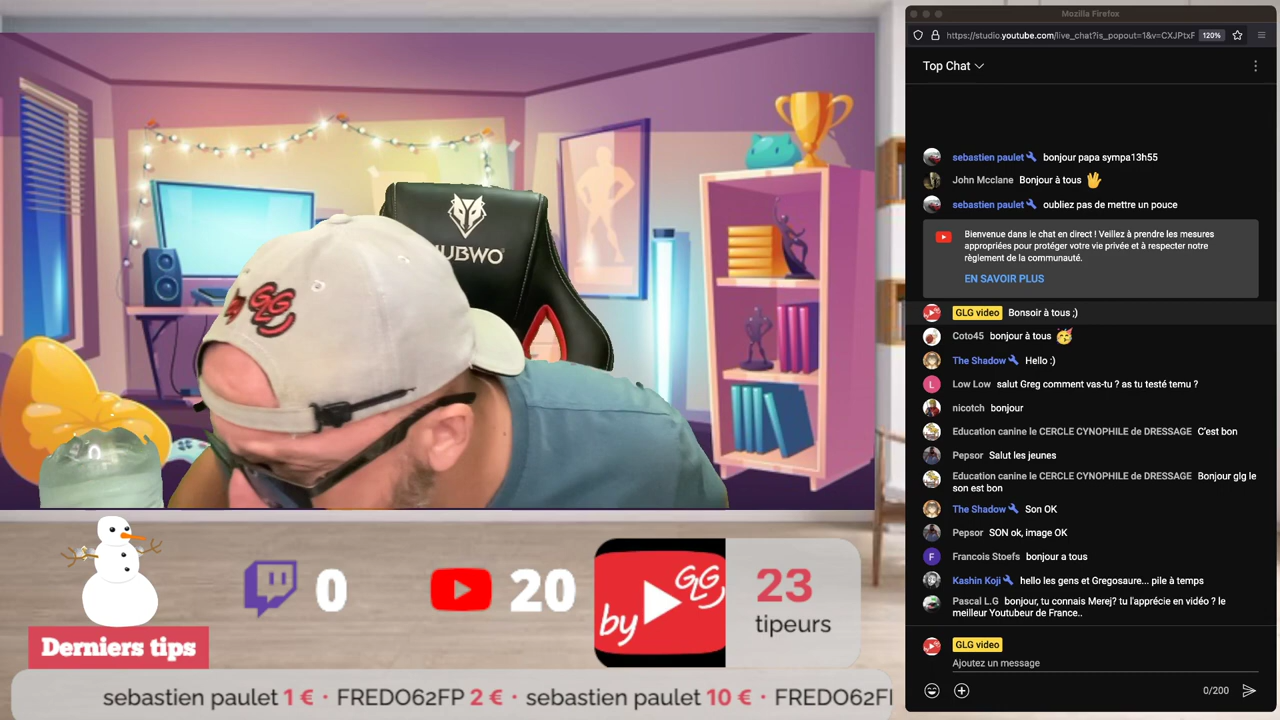 GLG
UBWO
Derniers tips
0
20
by
GLG
23
tipeurs
sebastien paulet 1 € · FREDO62FP 2 € · sebastien paulet 10 € · FREDO62F
Mozilla Firefox
https://studio.youtube.com/live_chat?is_popout=1&v=CXJPtxF 120%
Top Chat
sebastien paulet bonjour papa sympa13h55
John Mcclane Bonjour à tous 🖖
sebastien paulet oubliez pas de mettre un pouce
Bienvenue dans le chat en direct ! Veillez à prendre les mesures
appropriées pour protéger votre vie privée et à respecter notre
règlement de la communauté.
EN SAVOIR PLUS
GLG video Bonsoir à tous ;)
Coto45 bonjour à tous 🥳
The Shadow Hello :)
L Low Low salut Greg comment vas-tu ? as tu testé temu ?
nicotch bonjour
Education canine le CERCLE CYNOPHILE de DRESSAGE C'est bon
Pepsor Salut les jeunes
Education canine le CERCLE CYNOPHILE de DRESSAGE Bonjour glg le
son est bon
The Shadow Son OK
Pepsor SON ok, image OK
F Francois Stoefs bonjour a tous
Kashin Koji hello les gens et Gregosaure... pile à temps
Pascal L.G bonjour, tu connais Merej? tu l'apprécie en vidéo ? le
meilleur Youtubeur de France..
GLG video
Ajoutez un message
0/200